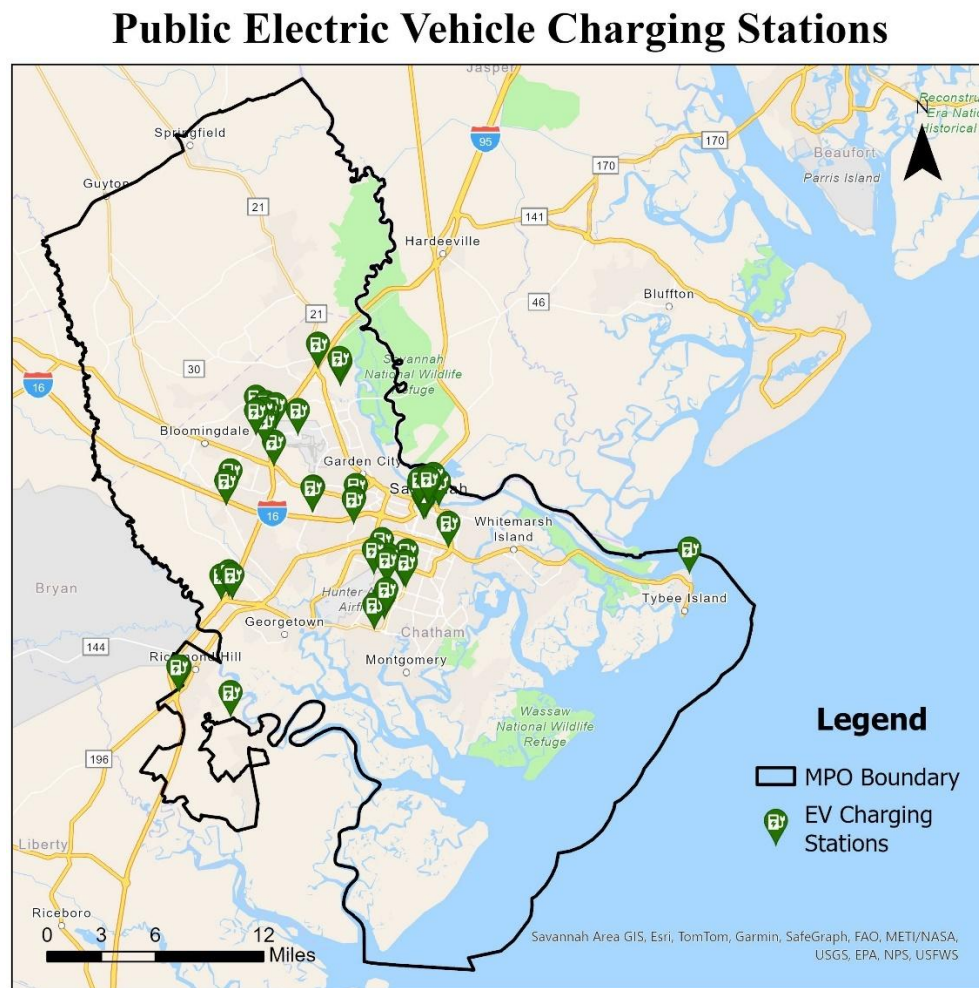 Public Electric Vehicle Charging Stations
Jasper
Reconstru
Era Natio
Historical
N
Springfield
95
170
170
Beaufort
Parris Island
Guyton
21
141
Hardeeville
46
Bluffton
21
30
Savannah
National Wildlife
Refuge
16
Bloomingdale
Garden City
16
Whitemarsh
Island
Bryan
Tybee Island
Georgetown
Chatham
144
Montgomery
Wassaw
National Wildlife
Refuge
196
Liberty
Riceboro
Legend
MPO Boundary
EV Charging
Stations
0 3 6 12
Miles
Savannah Area GIS, Esri, TomTom, Garmin, SafeGraph, FAO, METI/NASA,
USGS, EPA, NPS, USFWS